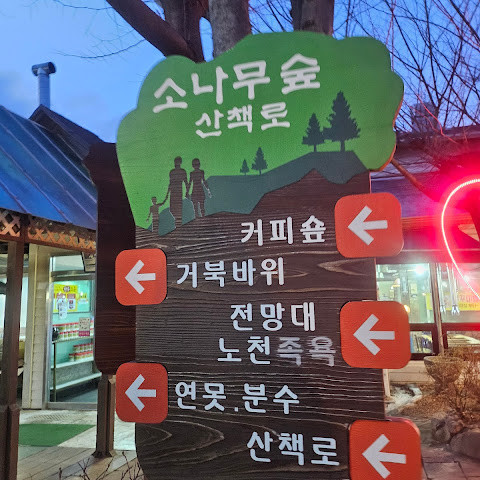 소나무숲
산책로
커피숖
거북바위
전망대
노천족욕
연못.분수
산책로